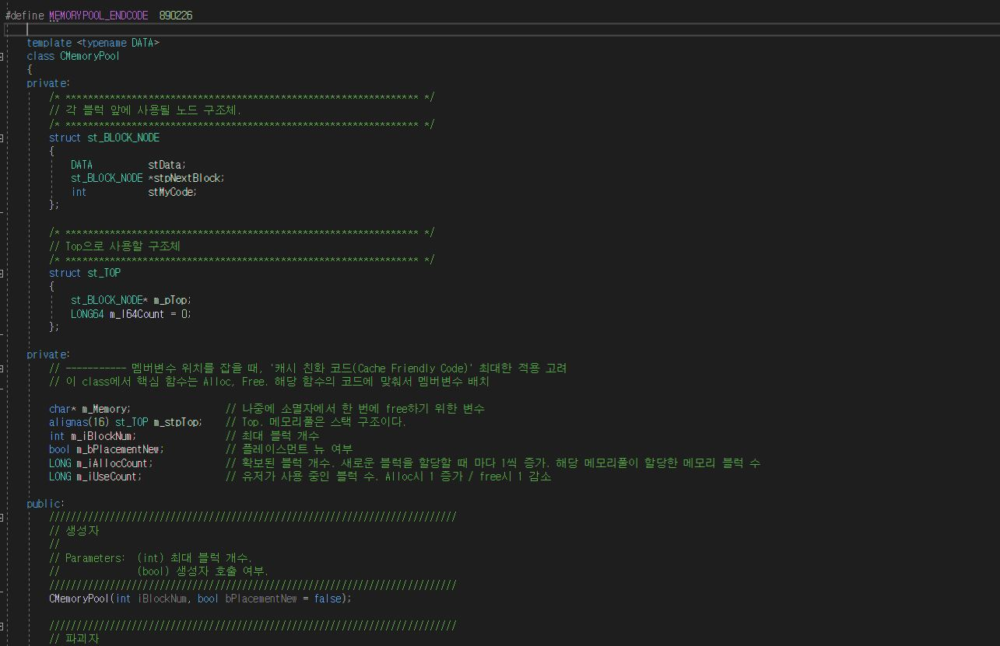 #define MEMORYPOOL_ENDCODE  890226
template <typename DATA>
class CMemoryPool
{
private:
/* **************************************************************** */
// 각 블럭 앞에 사용될 노드 구조체.
/* **************************************************************** */
struct st_BLOCK_NODE
{
DATA          stData;
st_BLOCK_NODE *stpNextBlock;
int           stMyCode;
};
/* **************************************************************** */
// Top으로 사용할 구조체
/* **************************************************************** */
struct st_TOP
{
st_BLOCK_NODE* m_pTop;
LONG64 m_l64Count = 0;
};
private:
// ----------- 멤버변수 위치를 잡을 때, '캐시 친화 코드(Cache Friendly Code)' 최대한 적용 고려
// 이 class에서 핵심 함수는 Alloc, Free. 해당 함수의 코드에 맞춰서 멤버변수 배치
char* m_Memory;                 // 나중에 소멸자에서 한 번에 free하기 위한 변수
alignas(16) st_TOP m_stpTop;    // Top. 메모리풀은 스택 구조이다.
int m_iBlockNum;                // 최대 블럭 개수
bool m_bPlacementNew;           // 플레이스먼트 뉴 여부
LONG m_iAllocCount;             // 확보된 블럭 개수. 새로운 블럭을 할당할 때 마다 1씩 증가. 해당 메모리풀이 할당한 메모리 블럭 수
LONG m_iUseCount;               // 유저가 사용 중인 블럭 수. Alloc시 1 증가 / free시 1 감소
public:
//////////////////////////////////////////////////////////////////////////
// 생성자
//
// Parameters:  (int) 최대 블럭 개수.
//              (bool) 생성자 호출 여부.
//////////////////////////////////////////////////////////////////////////
CMemoryPool(int iBlockNum, bool bPlacementNew = false);
//////////////////////////////////////////////////////////////////////////
// 파괴자